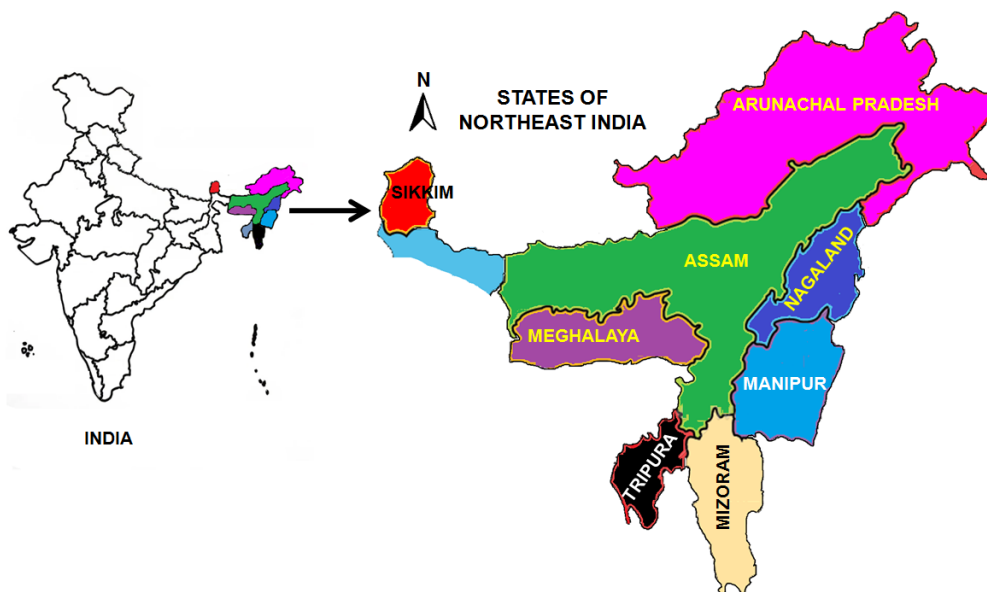 N
STATES OF
NORTHEAST INDIA
ARUNACHAL PRADESH
SIKKIM
ASSAM
NAGALAND
MEGHALAYA
MANIPUR
TRIPURA
MIZORAM
INDIA